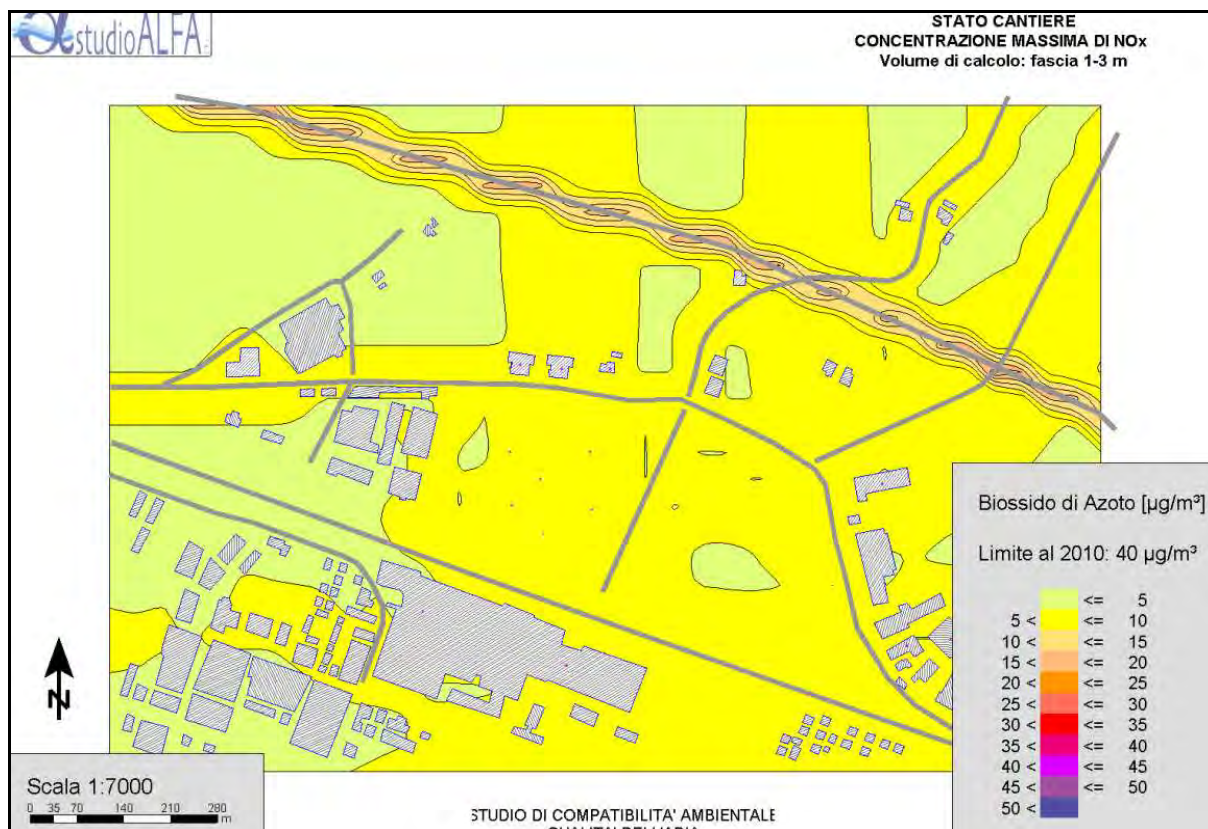 αstudioALFA
STATO CANTIERE
CONCENTRAZIONE MASSIMA DI NOx
Volume di calcolo: fascia 1-3 m
Biossido di Azoto [µg/m³]
Limite al 2010: 40 µg/m³
<= 5
5 < <= 10
10 < <= 15
15 < <= 20
20 < <= 25
25 < <= 30
30 < <= 35
35 < <= 40
40 < <= 45
45 < <= 50
50 <
N
Scala 1:7000
0 35 70 140 210 280
m
STUDIO DI COMPATIBILITA' AMBIENTALE